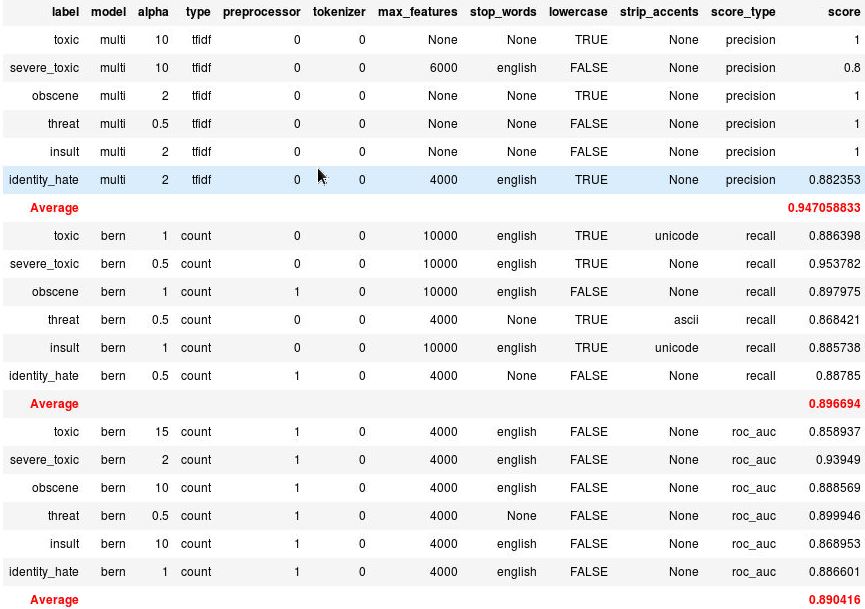 label model alpha type preprocessor tokenizer max_features stop_words lowercase strip_accents score_type score
toxic multi 10 tfidf 0 0 None None TRUE None precision 1
severe_toxic multi 10 tfidf 0 0 6000 english FALSE None precision 0.8
obscene multi 2 tfidf 0 0 None None TRUE None precision 1
threat multi 0.5 tfidf 0 0 None None FALSE None precision 1
insult multi 2 tfidf 0 0 None None FALSE None precision 1
identity_hate multi 2 tfidf 0 0 4000 english TRUE None precision 0.882353
Average 0.947058833
toxic bern 1 count 0 0 10000 english TRUE unicode recall 0.886398
severe_toxic bern 0.5 count 0 0 10000 english TRUE None recall 0.953782
obscene bern 1 count 1 0 10000 english FALSE None recall 0.897975
threat bern 0.5 count 0 0 4000 None TRUE ascii recall 0.868421
insult bern 1 count 0 0 10000 english TRUE unicode recall 0.885738
identity_hate bern 0.5 count 1 0 4000 None FALSE None recall 0.88785
Average 0.896694
toxic bern 15 count 1 0 4000 english FALSE None roc_auc 0.858937
severe_toxic bern 2 count 1 0 4000 english FALSE None roc_auc 0.93949
obscene bern 10 count 1 0 4000 english FALSE None roc_auc 0.888569
threat bern 0.5 count 1 0 4000 None FALSE None roc_auc 0.899946
insult bern 10 count 1 0 4000 english FALSE None roc_auc 0.868953
identity_hate bern 1 count 1 0 4000 english FALSE None roc_auc 0.886601
Average 0.890416